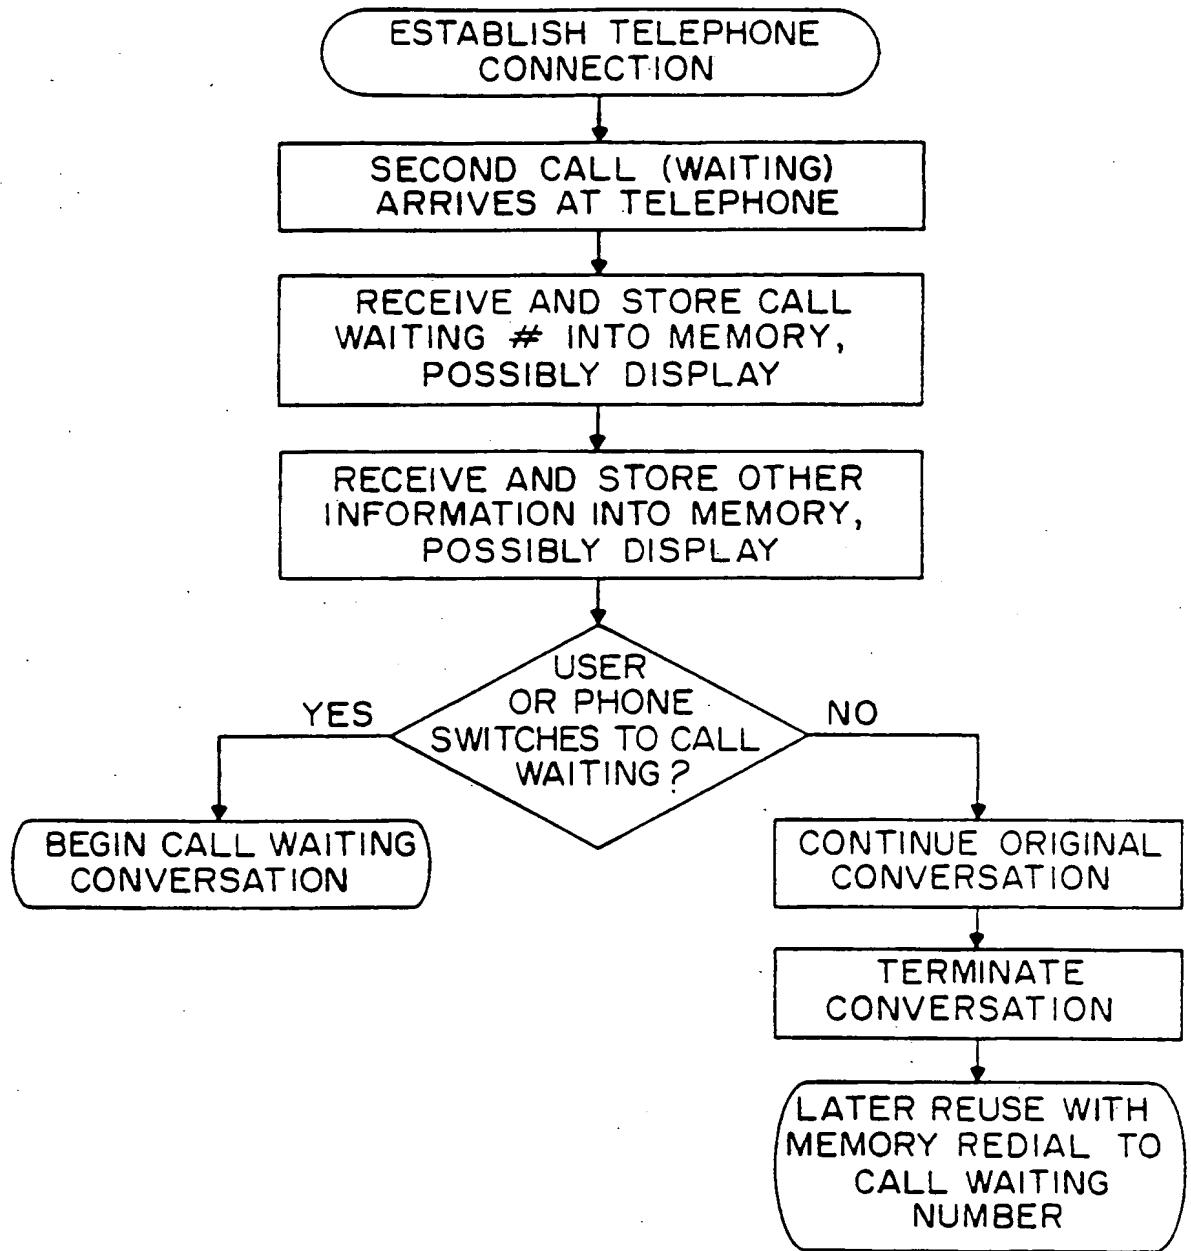 ESTABLISH TELEPHONE
CONNECTION
SECOND CALL (WAITING)
ARRIVES AT TELEPHONE
RECEIVE AND STORE CALL
WAITING # INTO MEMORY,
POSSIBLY DISPLAY
RECEIVE AND STORE OTHER
INFORMATION INTO MEMORY,
POSSIBLY DISPLAY
USER
OR PHONE
SWITCHES TO CALL
WAITING?
YES
NO
BEGIN CALL WAITING
CONVERSATION
CONTINUE ORIGINAL
CONVERSATION
TERMINATE
CONVERSATION
LATER REUSE WITH
MEMORY REDIAL TO
CALL WAITING
NUMBER